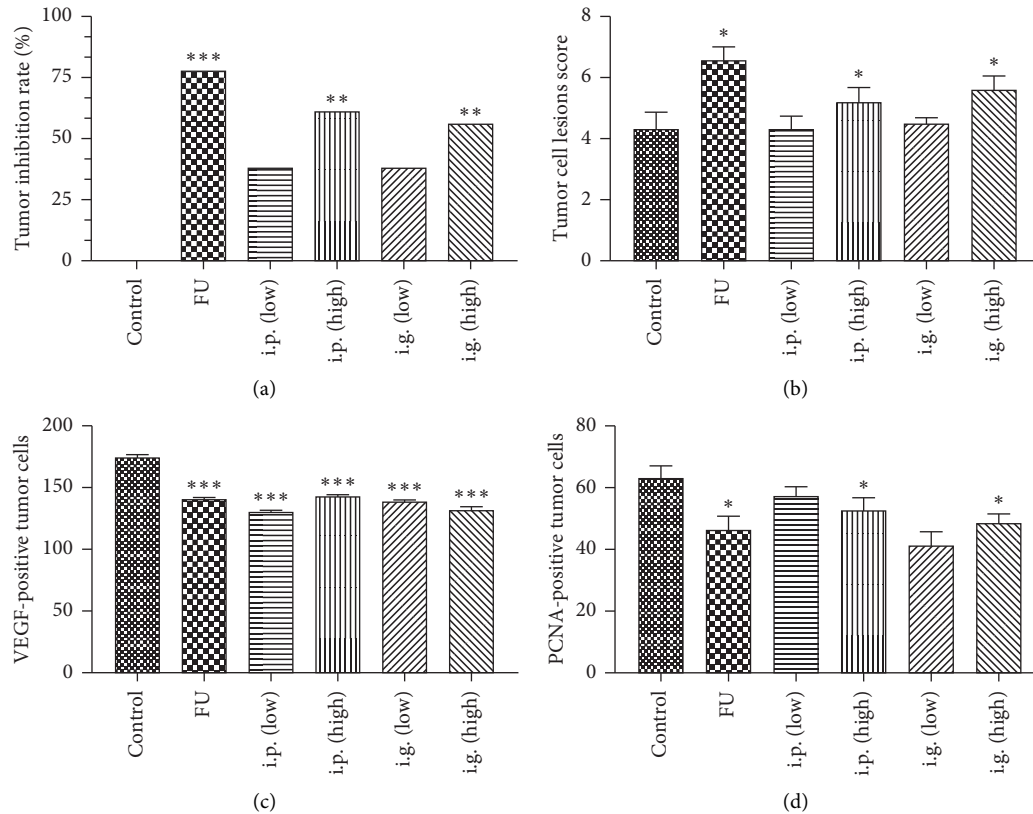 Tumor inhibition rate (%)
100
75
50
25
0
***
**
**
Control
FU
i.p. (low)
i.p. (high)
i.g. (low)
i.g. (high)
(a)
Tumor cell lesions score
8
6
4
2
0
*
*
*
Control
FU
i.p. (low)
i.p. (high)
i.g. (low)
i.g. (high)
(b)
VEGF-positive tumor cells
200
150
100
50
0
***
***
***
***
***
Control
FU
i.p. (low)
i.p. (high)
i.g. (low)
i.g. (high)
(c)
PCNA-positive tumor cells
80
60
40
20
0
*
*
*
Control
FU
i.p. (low)
i.p. (high)
i.g. (low)
i.g. (high)
(d)